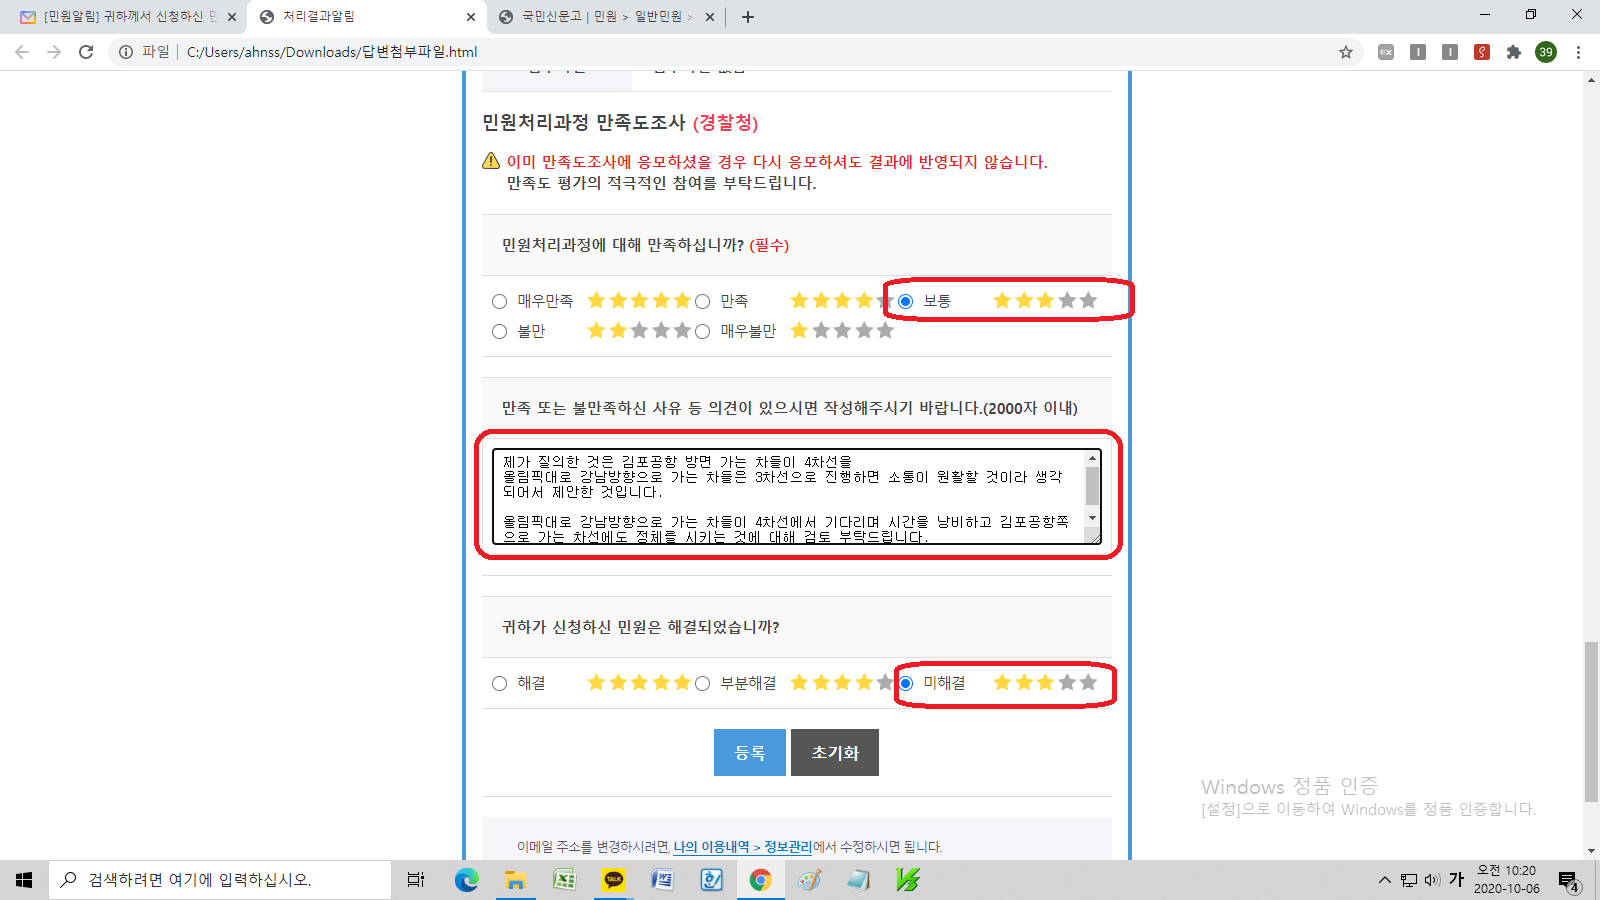 [민원알림] 귀하께서 신청하신 민
처리결과알림
국민신문고 | 민원 > 일반민원 >
파일
C:/Users/ahnss/Downloads/답변첨부파일.html
39
민원처리과정 만족도조사 (경찰청)
이미 만족도조사에 응모하셨을 경우 다시 응모하셔도 결과에 반영되지 않습니다.
만족도 평가의 적극적인 참여를 부탁드립니다.
민원처리과정에 대해 만족하십니까? (필수)
매우만족 만족 보통
불만 매우불만
만족 또는 불만족하신 사유 등 의견이 있으시면 작성해주시기 바랍니다.(2000자 이내)
제가 질의한 것은 김포공항 방면 가는 차들이 4차선을
올림픽대로 강남방향으로 가는 차들은 3차선으로 진행하면 소통이 원활할 것이라 생각
되어서 제안한 것입니다.
올림픽대로 강남방향으로 가는 차들이 4차선에서 기다리며 시간을 낭비하고 김포공항쪽
으로 가는 차선에도 정체를 시키는 것에 대해 검토 부탁드립니다.
귀하가 신청하신 민원은 해결되었습니까?
해결 부분해결 미해결
등록 초기화
Windows 정품 인증
[설정]으로 이동하여 Windows를 정품 인증합니다.
이메일 주소를 변경하시려면, 나의 이용내역 > 정보관리에서 수정하시면 됩니다.
검색하려면 여기에 입력하십시오.
TALK
가
오전 10:20
2020-10-06
4